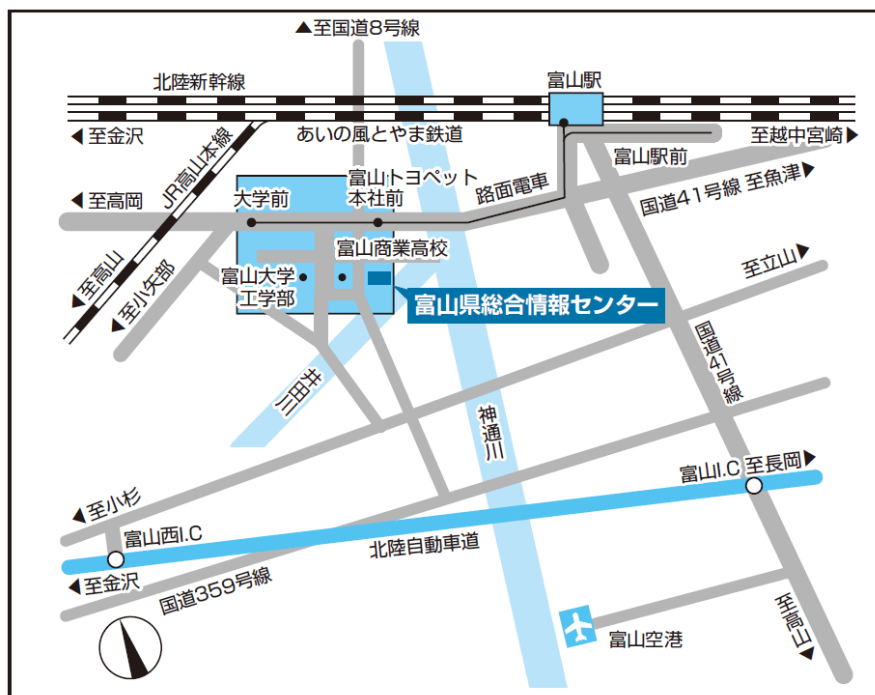 ▲至国道8号線
北陸新幹線
富山駅
◀至金沢
あいの風とやま鉄道
至越中宮崎▶
JR高山本線
富山駅前
富山トヨペット
本社前
大学前
路面電車
国道41号線 至魚津▶
◀至高岡
富山商業高校
至立山▶
◀至高山
◀至小矢部
富山大学
工学部
富山県総合情報センター
国道41号線
井田川
神通川
富山I.C 至長岡▶
◀至小杉
富山西I.C
北陸自動車道
◀至金沢
国道359号線
富山空港
至高山▶